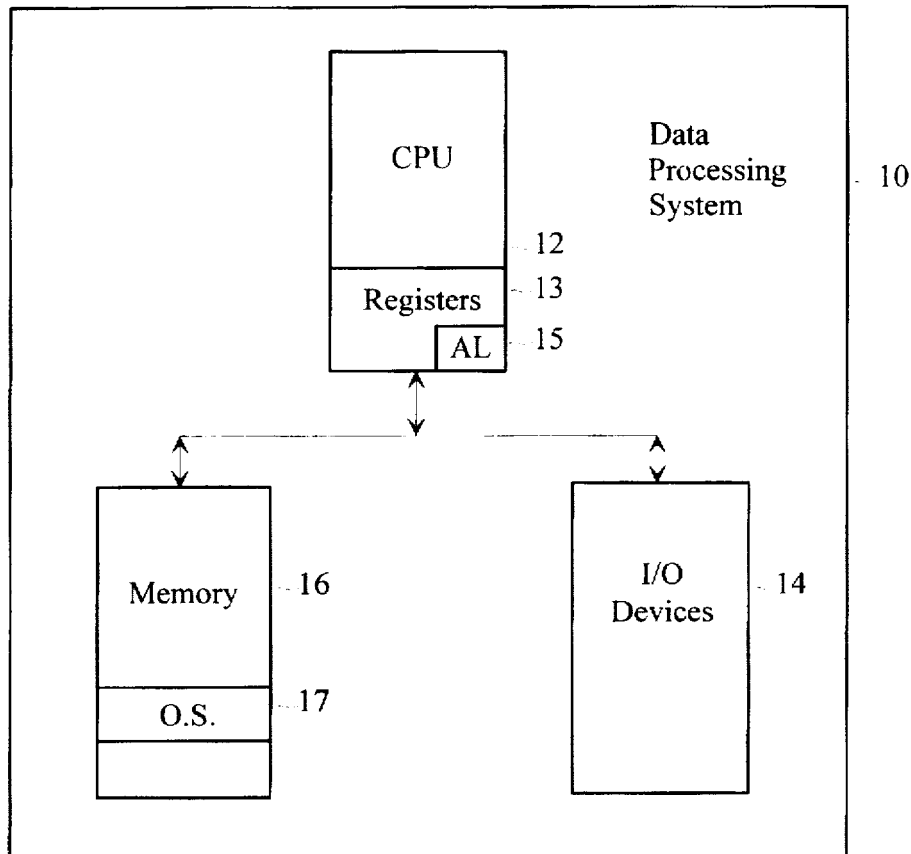 CPU
Data
Processing
System
10
12
13
Registers
AL
15
Memory
16
I/O
Devices
14
17
O.S.